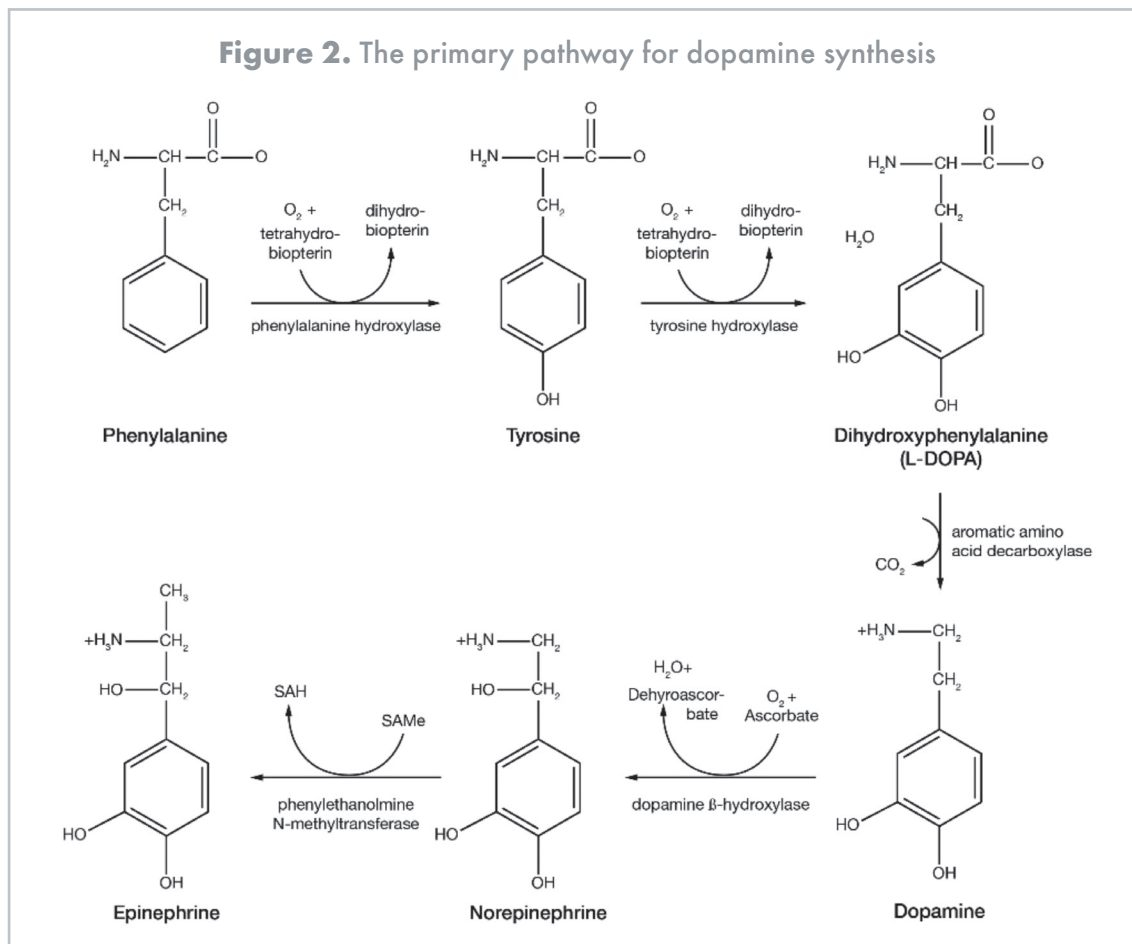 Figure 2. The primary pathway for dopamine synthesis
O
H₂N—CH—C—O
CH₂
O₂ +
tetrahydro-
biopterin
dihydro-
biopterin
phenylalanine hydroxylase
Phenylalanine
O
H₂N—CH—C—O
CH₂
OH
Tyrosine
O₂ +
tetrahydro-
biopterin
dihydro-
biopterin
tyrosine hydroxylase
O
H₂N—CH—C—O
CH₂
H₂O
HO
OH
Dihydroxyphenylalanine
(L-DOPA)
aromatic amino
acid decarboxylase
CO₂
+H₃N—CH₂
CH₂
HO
OH
Dopamine
O₂ +
Ascorbate
H₂O+
Dehyroascor-
bate
dopamine ß-hydroxylase
+H₃N—CH₂
HO—CH₂
HO
OH
Norepinephrine
SAMe
SAH
phenylethanolmine
N-methyltransferase
CH₃
+H₃N—CH₂
HO—CH₂
HO
OH
Epinephrine